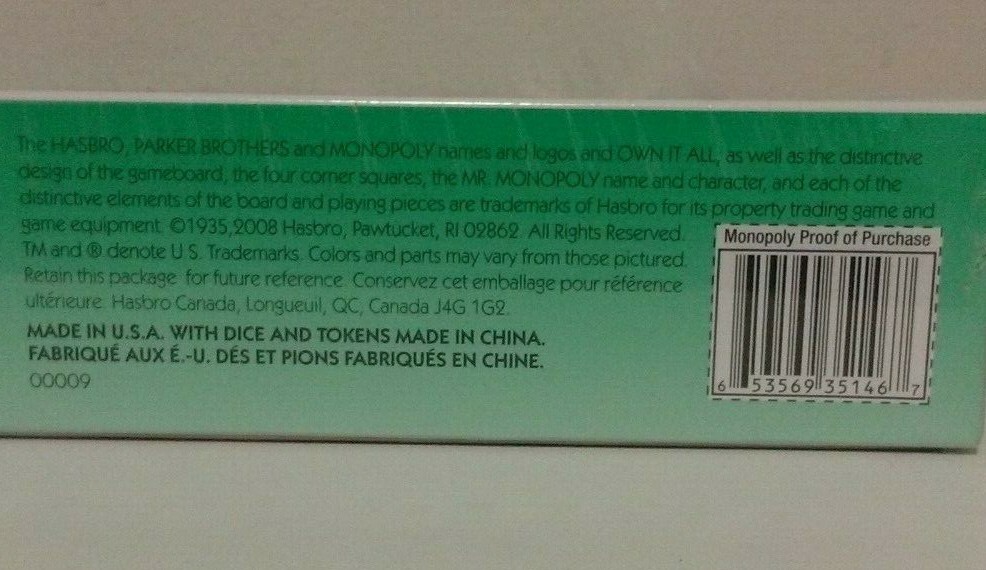 The HASBRO, PARKER BROTHERS and MONOPOLY names and logos and OWN IT ALL, as well as the distinctive
design of the gameboard, the four corner squares, the MR. MONOPOLY name and character, and each of the
distinctive elements of the board and playing pieces are trademarks of Hasbro for its property trading game and
game equipment. ©1935,2008 Hasbro, Pawtucket, RI 02862. All Rights Reserved.
TM and ® denote U.S. Trademarks. Colors and parts may vary from those pictured.
Retain this package for future reference. Conservez cet emballage pour référence
ultérieure. Hasbro Canada, Longueuil, QC, Canada J4G 1G2.
MADE IN U.S.A. WITH DICE AND TOKENS MADE IN CHINA.
FABRIQUÉ AUX É.-U. DÉS ET PIONS FABRIQUÉS EN CHINE.
00009
Monopoly Proof of Purchase
6 53569 35146 7